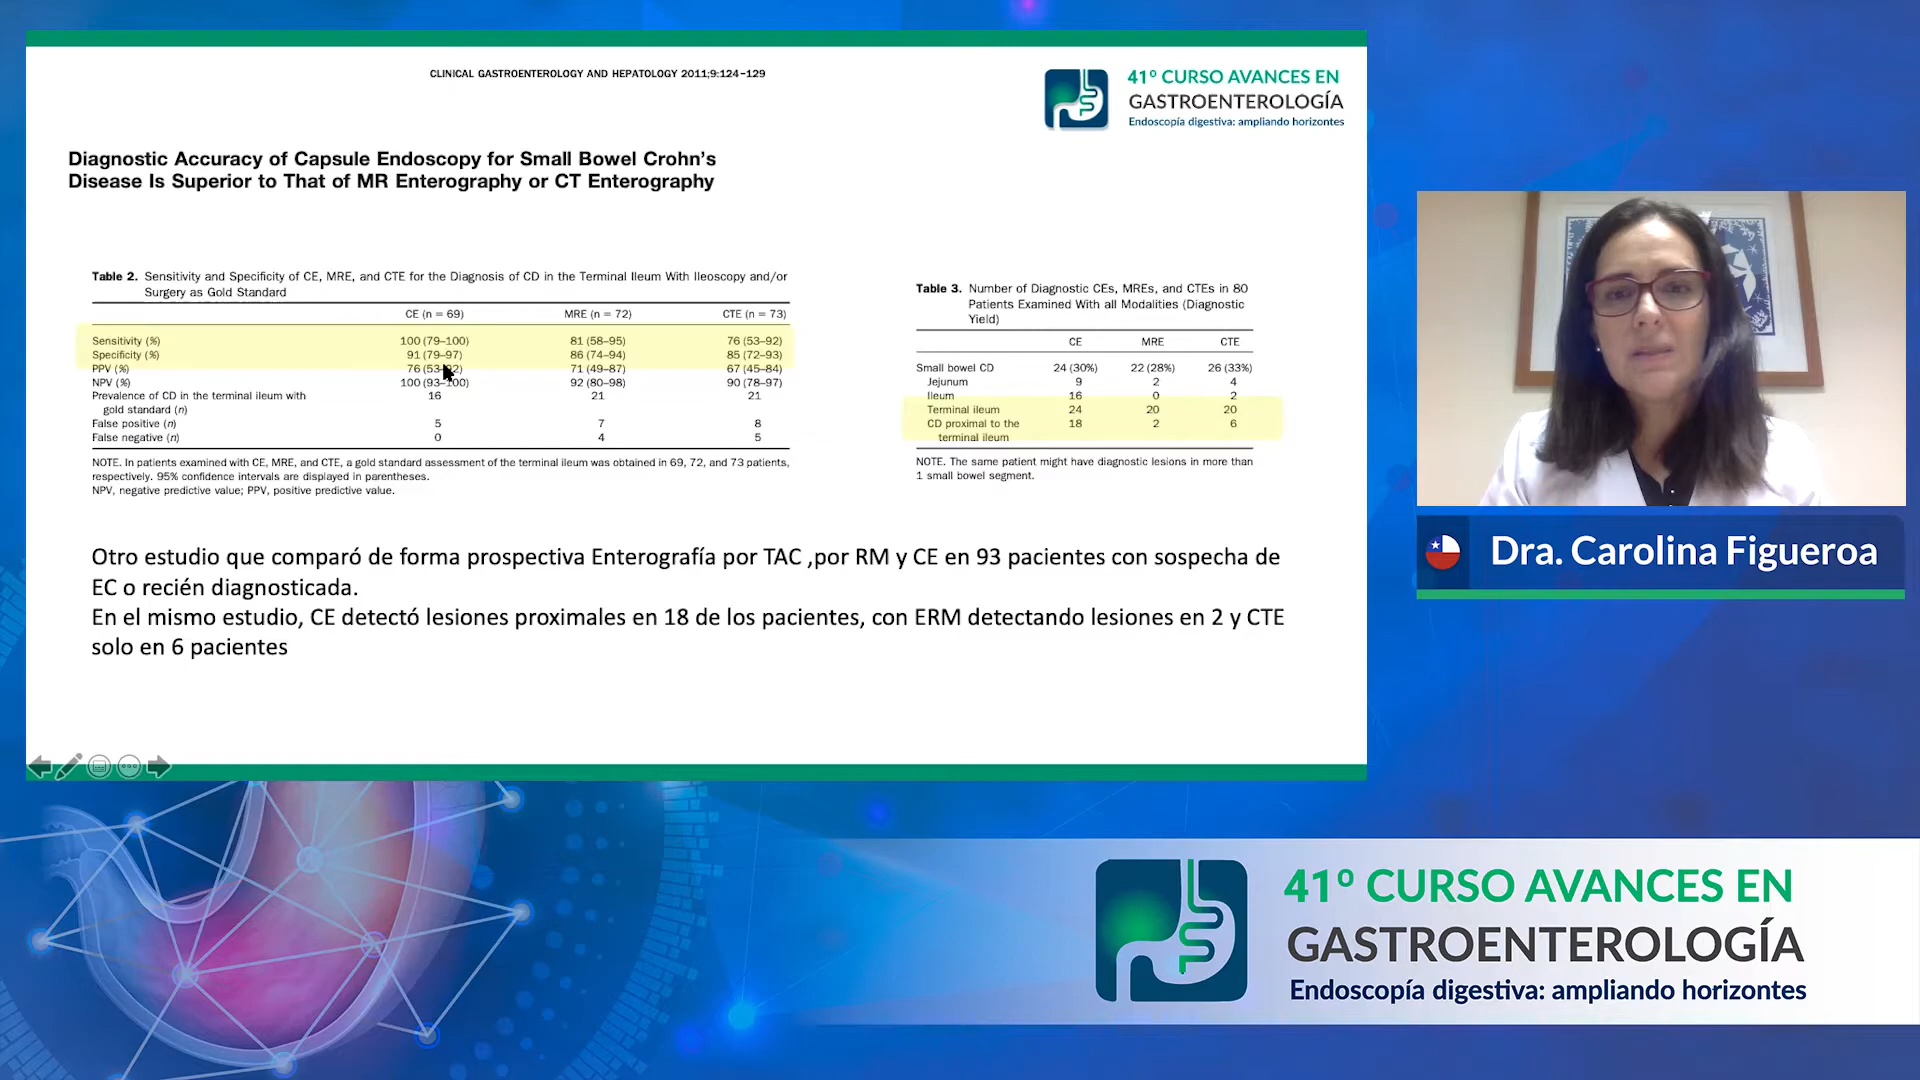 CLINICAL GASTROENTEROLOGY AND HEPATOLOGY 2011;9:124–129
41º CURSO AVANCES EN
GASTROENTEROLOGÍA
Endoscopía digestiva: ampliando horizontes
Diagnostic Accuracy of Capsule Endoscopy for Small Bowel Crohn's
Disease Is Superior to That of MR Enterography or CT Enterography
Table 2. Sensitivity and Specificity of CE, MRE, and CTE for the Diagnosis of CD in the Terminal Ileum With Ileoscopy and/or
Surgery as Gold Standard
CE (n = 69) MRE (n = 72) CTE (n = 73)
Sensitivity (%) 100 (79–100) 81 (58–95) 76 (53–92)
Specificity (%) 91 (79–97) 86 (74–94) 85 (72–93)
PPV (%) 76 (53–92) 71 (49–87) 67 (45–84)
NPV (%) 100 (93–100) 92 (80–98) 90 (78–97)
Prevalence of CD in the terminal ileum with 16 21 21
gold standard (n)
False positive (n) 5 7 8
False negative (n) 0 4 5
NOTE. In patients examined with CE, MRE, and CTE, a gold standard assessment of the terminal ileum was obtained in 69, 72, and 73 patients,
respectively. 95% confidence intervals are displayed in parentheses.
NPV, negative predictive value; PPV, positive predictive value.
Table 3. Number of Diagnostic CEs, MREs, and CTEs in 80
Patients Examined With all Modalities (Diagnostic
Yield)
CE MRE CTE
Small bowel CD 24 (30%) 22 (28%) 26 (33%)
Jejunum 9 2 4
Ileum 16 0 2
Terminal ileum 24 20 20
CD proximal to the 18 2 6
terminal ileum
NOTE. The same patient might have diagnostic lesions in more than
1 small bowel segment.
Otro estudio que comparó de forma prospectiva Enterografía por TAC ,por RM y CE en 93 pacientes con sospecha de
EC o recién diagnosticada.
En el mismo estudio, CE detectó lesiones proximales en 18 de los pacientes, con ERM detectando lesiones en 2 y CTE
solo en 6 pacientes
Dra. Carolina Figueroa
41º CURSO AVANCES EN
GASTROENTEROLOGÍA
Endoscopía digestiva: ampliando horizontes